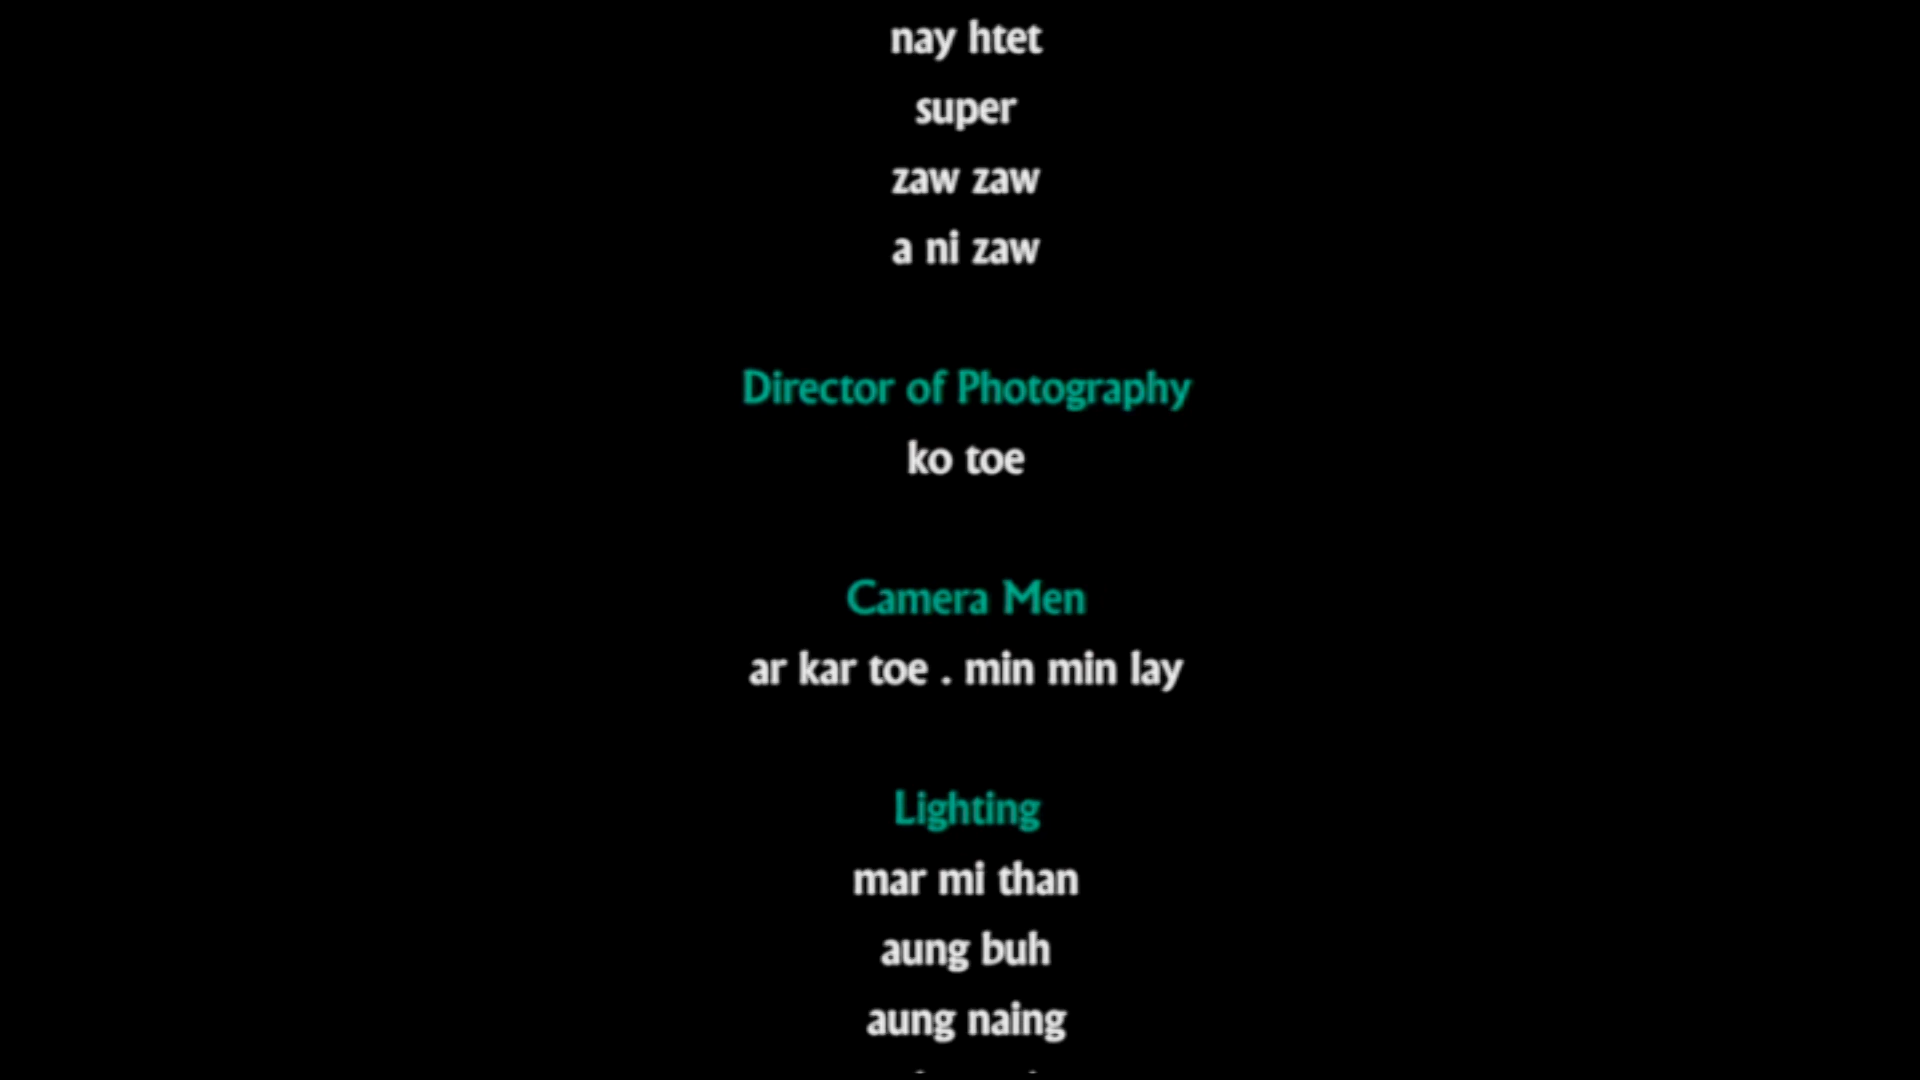 nay htet
super
zaw zaw
a ni zaw
Director of Photography
ko toe
Camera Men
ar kar toe . min min lay
Lighting
mar mi than
aung buh
aung naing